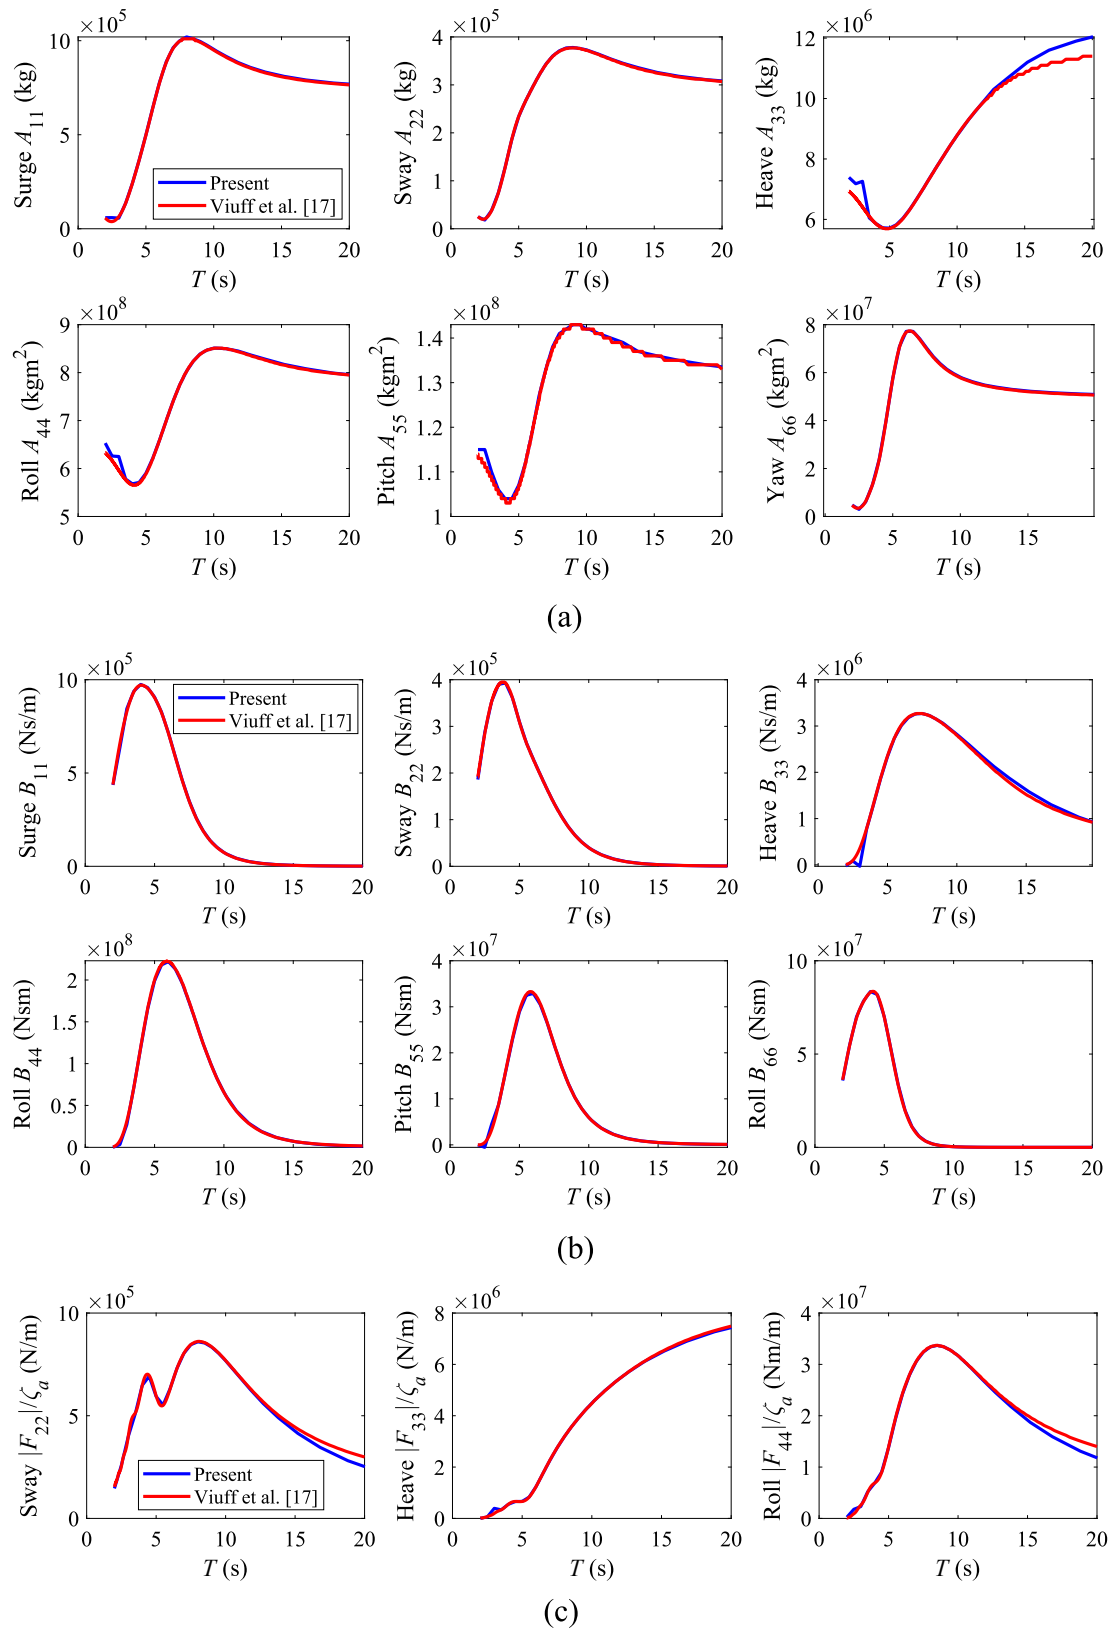 ×10⁵ ×10⁵ ×10⁶
Surge A₁₁ (kg)
10
5
0
Present
Viuff et al. [17]
0 5 10 15 20
T (s)
Sway A₂₂ (kg)
4
3
2
1
0
0 5 10 15 20
T (s)
Heave A₃₃ (kg)
12
10
8
6
0 5 10 15 20
T (s)
×10⁸ ×10⁸ ×10⁷
Roll A₄₄ (kgm²)
9
8
7
6
5
0 5 10 15 20
T (s)
Pitch A₅₅ (kgm²)
1.4
1.3
1.2
1.1
1
0 5 10 15 20
T (s)
Yaw A₆₆ (kgm²)
8
6
4
2
0
0 5 10 15
T (s)
(a)
×10⁵ ×10⁵ ×10⁶
Surge B₁₁ (Ns/m)
10
5
0
Present
Viuff et al. [17]
0 5 10 15 20
T (s)
Sway B₂₂ (Ns/m)
4
3
2
1
0
0 5 10 15 20
T (s)
Heave B₃₃ (Ns/m)
4
3
2
1
0
0 5 10 15
T (s)
×10⁸ ×10⁷ ×10⁷
Roll B₄₄ (Nsm)
2
1.5
1
0.5
0
0 5 10 15 20
T (s)
Pitch B₅₅ (Nsm)
4
3
2
1
0
0 5 10 15 20
T (s)
Roll B₆₆ (Nsm)
10
5
0
0 5 10 15 20
T (s)
(b)
×10⁵ ×10⁶ ×10⁷
Sway |F₂₂|/ζₐ (N/m)
10
5
0
Present
Viuff et al. [17]
0 5 10 15 20
T (s)
Heave |F₃₃|/ζₐ (N/m)
8
6
4
2
0
0 5 10 15 20
T (s)
Roll |F₄₄|/ζₐ (Nm/m)
4
3
2
1
0
0 5 10 15 20
T (s)
(c)